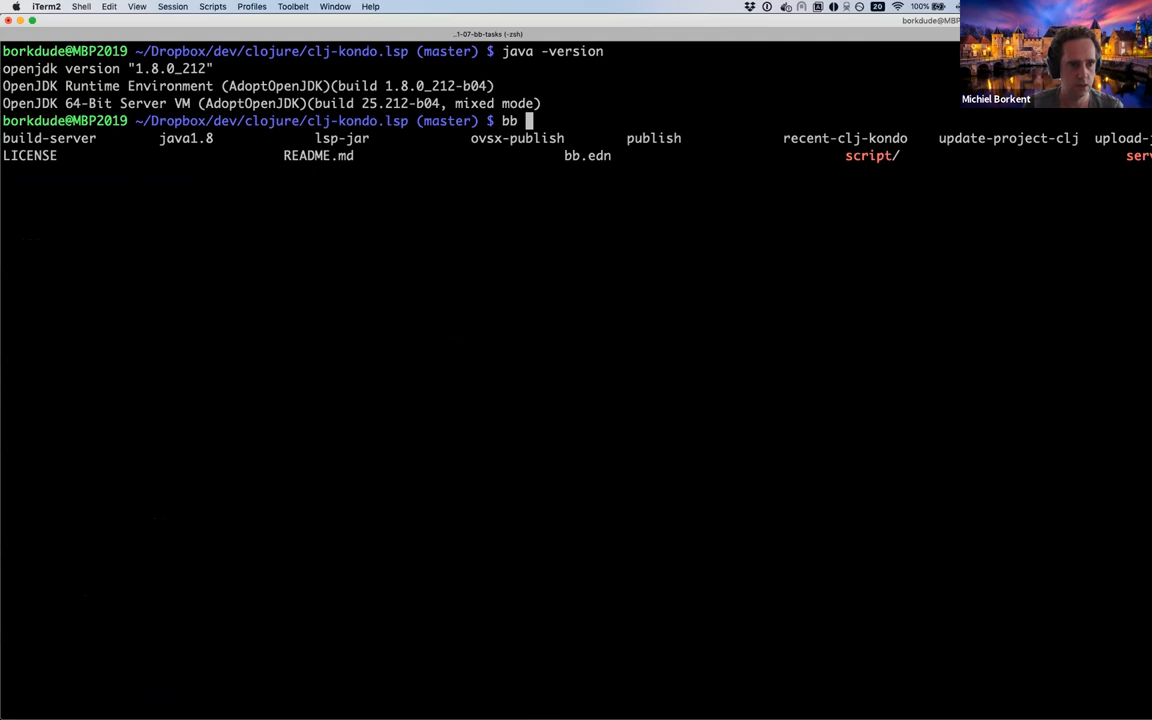 iTerm2 Shell Edit View Session Scripts Profiles Toolbelt Window Help 20 100%
..1-07-bb-tasks (-zsh)
borkdude@MBP
borkdude@MBP2019 ~/Dropbox/dev/clojure/clj-kondo.lsp (master) $ java -version
openjdk version "1.8.0_212"
OpenJDK Runtime Environment (AdoptOpenJDK)(build 1.8.0_212-b04)
OpenJDK 64-Bit Server VM (AdoptOpenJDK)(build 25.212-b04, mixed mode)
Michiel Borkent
borkdude@MBP2019 ~/Dropbox/dev/clojure/clj-kondo.lsp (master) $ bb
build-server java1.8 lsp-jar ovsx-publish publish recent-clj-kondo update-project-clj upload-
LICENSE README.md bb.edn script/ ser